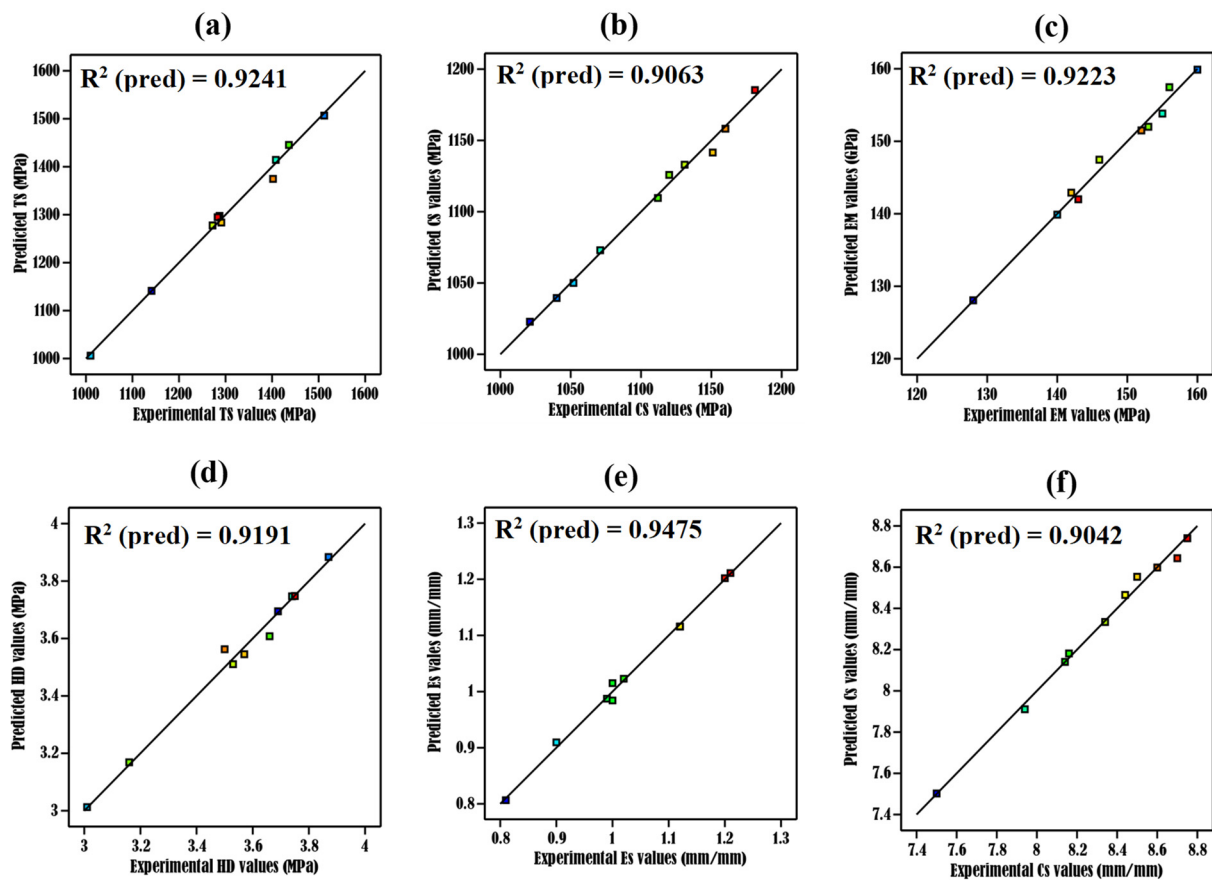 (a)
R² (pred) = 0.9241
1600
1500
1400
1300
1200
1100
1000
Predicted TS (MPa)
1000 1100 1200 1300 1400 1500 1600
Experimental TS values (MPa)
(b)
R² (pred) = 0.9063
1200
1150
1100
1050
1000
Predicted CS values (MPa)
1000 1050 1100 1150 1200
Experimental CS values (MPa)
(c)
R² (pred) = 0.9223
160
150
140
130
120
Predicted EM values (GPa)
120 130 140 150 160
Experimental EM values (MPa)
(d)
R² (pred) = 0.9191
4
3.8
3.6
3.4
3.2
3
Predicted HD values (MPa)
3 3.2 3.4 3.6 3.8 4
Experimental HD values (MPa)
(e)
R² (pred) = 0.9475
1.3
1.2
1.1
1
0.9
0.8
Predicted Es vales (mm/mm)
0.8 0.9 1 1.1 1.2 1.3
Experimental Es values (mm/mm)
(f)
R² (pred) = 0.9042
8.8
8.6
8.4
8.2
8
7.8
7.6
7.4
Predicted Cs values (mm/mm)
7.4 7.6 7.8 8 8.2 8.4 8.6 8.8
Experimental Cs values (mm/mm)